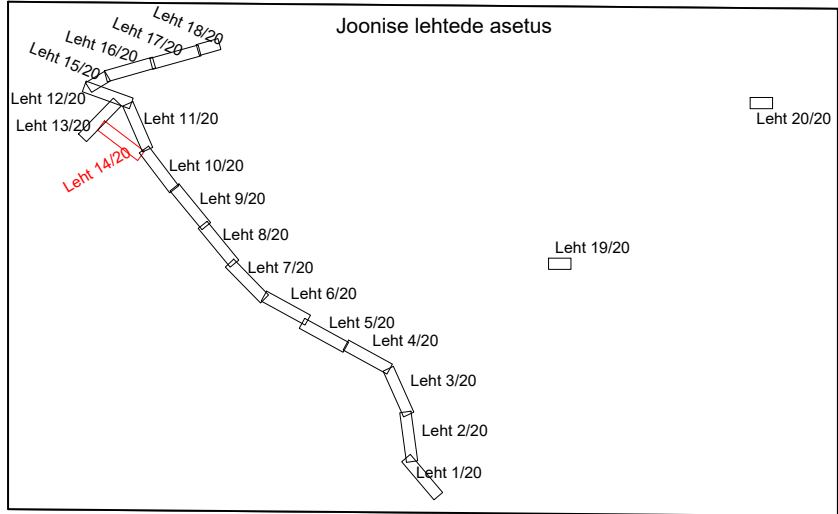 Joonise lehtede asetus
Leht 18/20
Leht 17/20
Leht 16/20
Leht 15/20
Leht 12/20
Leht 13/20
Leht 11/20
Leht 14/20
Leht 10/20
Leht 9/20
Leht 8/20
Leht 7/20
Leht 6/20
Leht 5/20
Leht 4/20
Leht 3/20
Leht 2/20
Leht 1/20
Leht 20/20
Leht 19/20